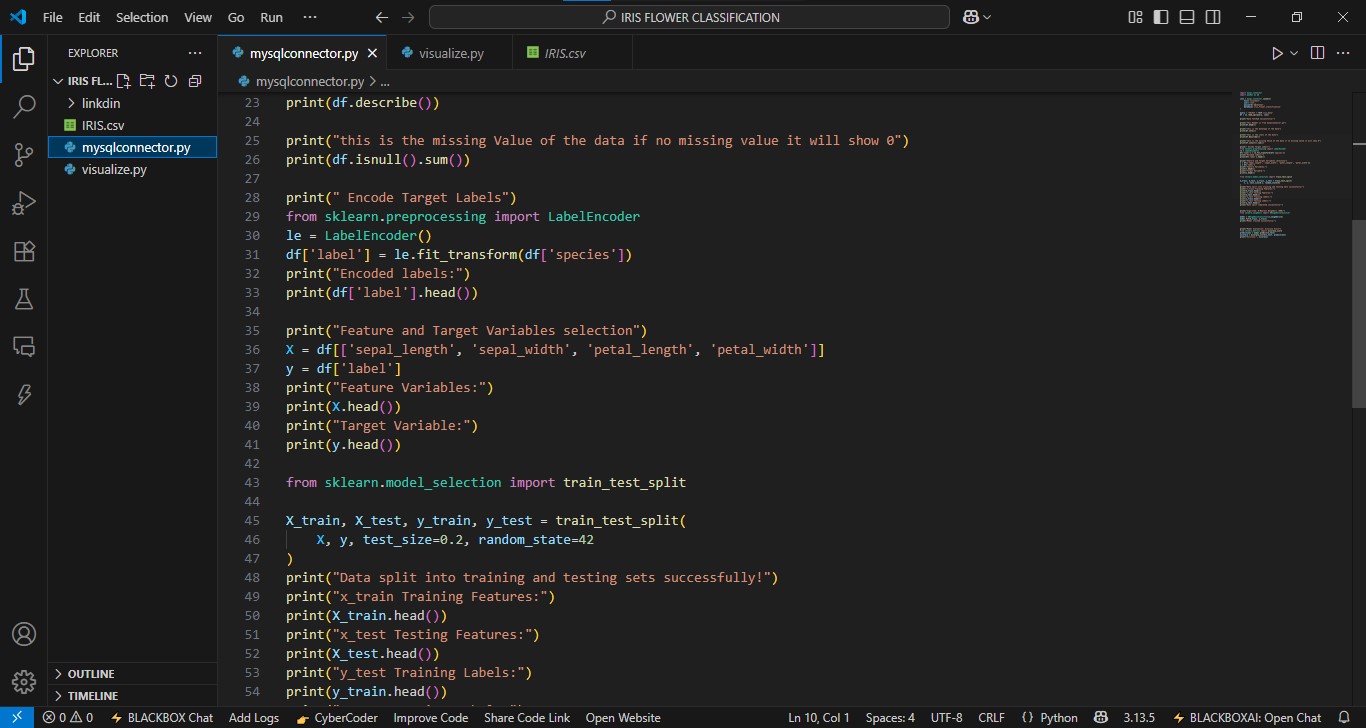 File Edit Selection View Go Run ··· IRIS FLOWER CLASSIFICATION
EXPLORER ···
IRIS FL...
linkdin
IRIS.csv
mysqlconnector.py
visualize.py
OUTLINE
TIMELINE
mysqlconnector.py visualize.py IRIS.csv
mysqlconnector.py > ...
23 print(df.describe())
24
25 print("this is the missing Value of the data if no missing value it will show 0")
26 print(df.isnull().sum())
27
28 print(" Encode Target Labels")
29 from sklearn.preprocessing import LabelEncoder
30 le = LabelEncoder()
31 df['label'] = le.fit_transform(df['species'])
32 print("Encoded labels:")
33 print(df['label'].head())
34
35 print("Feature and Target Variables selection")
36 X = df[['sepal_length', 'sepal_width', 'petal_length', 'petal_width']]
37 y = df['label']
38 print("Feature Variables:")
39 print(X.head())
40 print("Target Variable:")
41 print(y.head())
42
43 from sklearn.model_selection import train_test_split
44
45 X_train, X_test, y_train, y_test = train_test_split(
46     X, y, test_size=0.2, random_state=42
47 )
48 print("Data split into training and testing sets successfully!")
49 print("x_train Training Features:")
50 print(X_train.head())
51 print("x_test Testing Features:")
52 print(X_test.head())
53 print("y_test Training Labels:")
54 print(y_train.head())
0 0 BLACKBOX Chat Add Logs CyberCoder Improve Code Share Code Link Open Website Ln 10, Col 1 Spaces: 4 UTF-8 CRLF {} Python 3.13.5 BLACKBOXAI: Open Chat